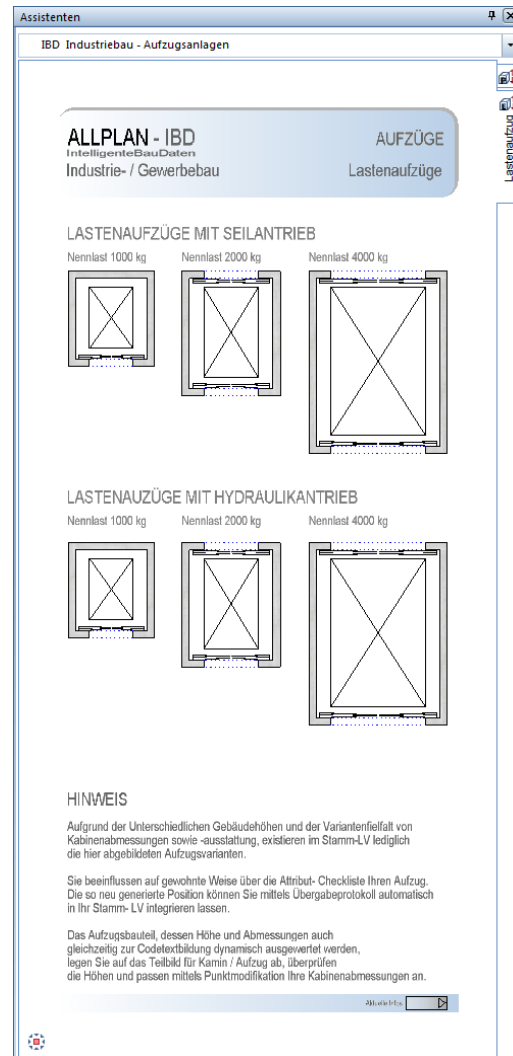 Assistenten
IBD Industriebau - Aufzugsanlagen
Lastenaufzug
ALLPLAN - IBD
IntelligenteBauDaten
Industrie- / Gewerbebau
AUFZÜGE
Lastenaufzüge
LASTENAUFZÜGE MIT SEILANTRIEB
Nennlast 1000 kg Nennlast 2000 kg Nennlast 4000 kg
LASTENAUZÜGE MIT HYDRAULIKANTRIEB
Nennlast 1000 kg Nennlast 2000 kg Nennlast 4000 kg
HINWEIS
Aufgrund der Unterschiedlichen Gebäudehöhen und der Variantenfielfalt von
Kabinenabmessungen sowie -ausstattung, existieren im Stamm-LV lediglich
die hier abgebildeten Aufzugsvarianten.
Sie beeinflussen auf gewohnte Weise über die Attribut- Checkliste Ihren Aufzug.
Die so neu generierte Position können Sie mittels Übergabeprotokoll automatisch
in Ihr Stamm- LV integrieren lassen.
Das Aufzugsbauteil, dessen Höhe und Abmessungen auch
gleichzeitig zur Codetextbildung dynamisch ausgewertet werden,
legen Sie auf das Teilbild für Kamin / Aufzug ab, überprüfen
die Höhen und passen mittels Punktmodifikation Ihre Kabinenabmessungen an.
Aktuelle Infos